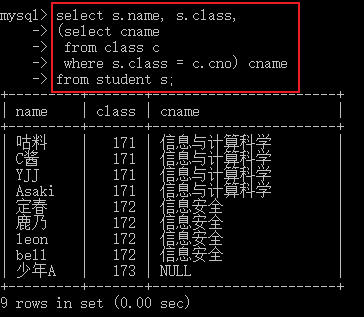 mysql> select s.name, s.class,
    -> (select cname
    ->  from class c
    ->  where s.class = c.cno) cname
    -> from student s;
+--------+-------+----------------+
| name | class | cname |
+--------+-------+----------------+
| 咕料 | 171 | 信息与计算科学 |
| C酱 | 171 | 信息与计算科学 |
| YJJ | 171 | 信息与计算科学 |
| Asaki | 171 | 信息与计算科学 |
| 定春 | 172 | 信息安全 |
| 鹿乃 | 172 | 信息安全 |
| leon | 172 | 信息安全 |
| bell | 172 | 信息安全 |
| 少年A | 173 | NULL |
+--------+-------+----------------+
9 rows in set (0.00 sec)